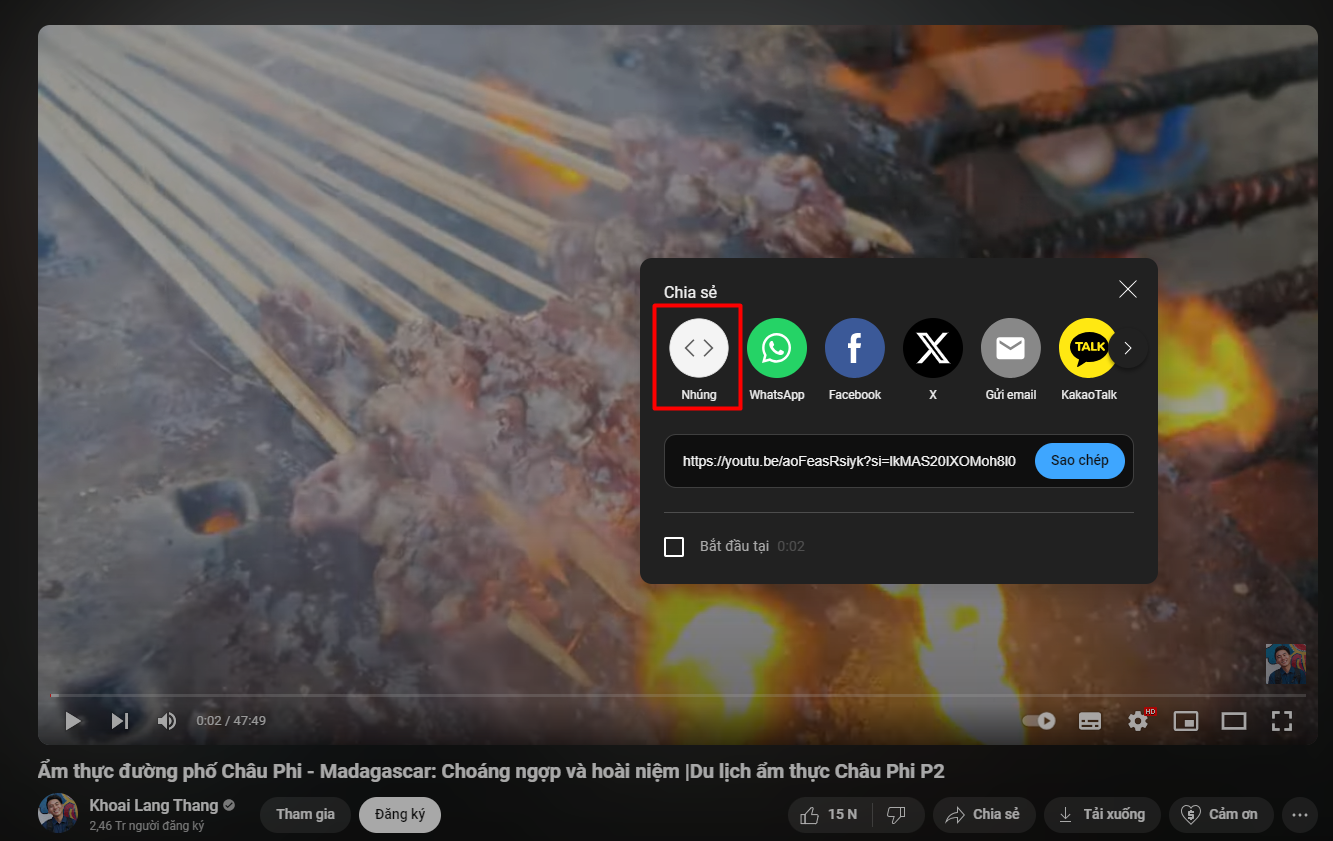 Chia sẻ
Nhúng
WhatsApp
Facebook
X
Gửi email
TALK
KakaoTalk
https://youtu.be/aoFeasRsiyk?si=lkMAS20IXOMoh8I0
Sao chép
Bắt đầu tại 0:02
0:02 / 47:49
HD
Ẩm thực đường phố Châu Phi - Madagascar: Choáng ngợp và hoài niệm |Du lịch ẩm thực Châu Phi P2
Khoai Lang Thang
2,46 Tr người đăng ký
Tham gia
Đăng ký
15 N
Chia sẻ
Tải xuống
Cảm ơn